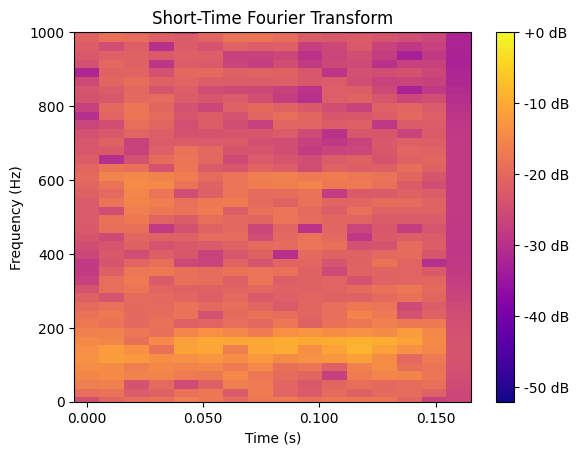 Short-Time Fourier Transform
1000
800
600
400
200
0
Frequency (Hz)
0.000
0.050
0.100
0.150
Time (s)
+0 dB
-10 dB
-20 dB
-30 dB
-40 dB
-50 dB